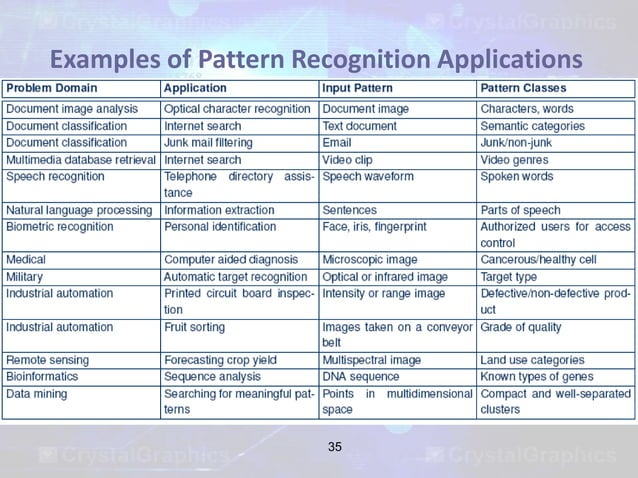 CrystalGraphics CrystalGraphics
Examples of Pattern Recognition Applications
Problem Domain Application Input Pattern Pattern Classes
Document image analysis Optical character recognition Document image Characters, words
Document classification Internet search Text document Semantic categories
Document classification Junk mail filtering Email Junk/non-junk
Multimedia database retrieval Internet search Video clip Video genres
Speech recognition Telephone directory assis- Speech waveform Spoken words
tance
Natural language processing Information extraction Sentences Parts of speech
Biometric recognition Personal identification Face, iris, fingerprint Authorized users for access
control
Medical Computer aided diagnosis Microscopic image Cancerous/healthy cell
Military Automatic target recognition Optical or infrared image Target type
Industrial automation Printed circuit board inspec- Intensity or range image Defective/non-defective prod-
tion uct
Industrial automation Fruit sorting Images taken on a conveyor Grade of quality
belt
Remote sensing Forecasting crop yield Multispectral image Land use categories
Bioinformatics Sequence analysis DNA sequence Known types of genes
Data mining Searching for meaningful pat- Points in multidimensional Compact and well-separated
terns space clusters
35
CrystalGraphics CrystalGraphics